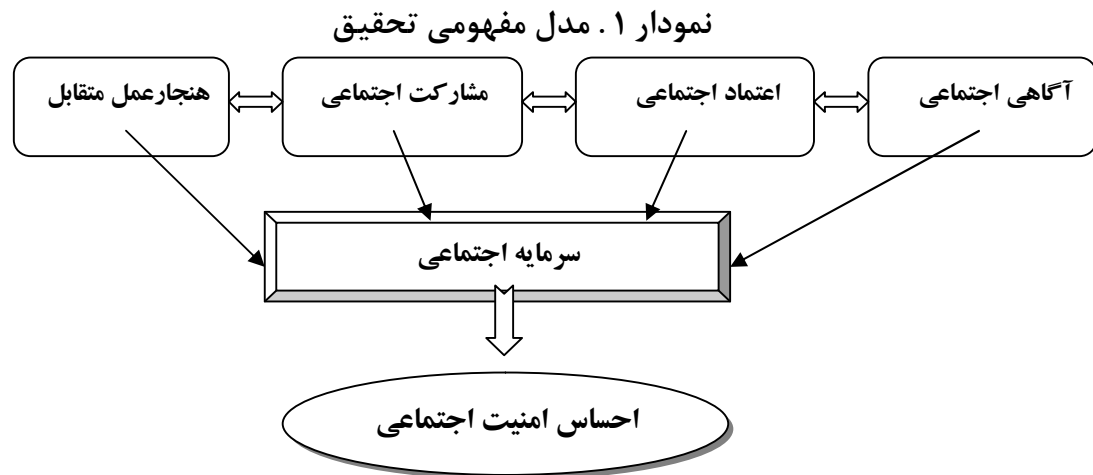 نمودار ۱. مدل مفهومی تحقیق
آگاهی اجتماعی
اعتماد اجتماعی
مشارکت اجتماعی
هنجارعمل متقابل
سرمایه اجتماعی
احساس امنیت اجتماعی